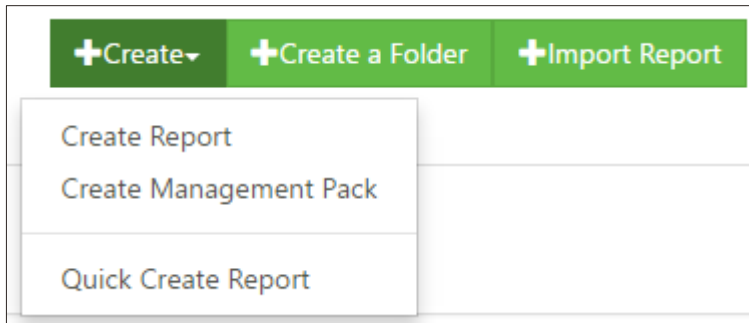 Create
Create a Folder
Import Report
Create Report
Create Management Pack
Quick Create Report